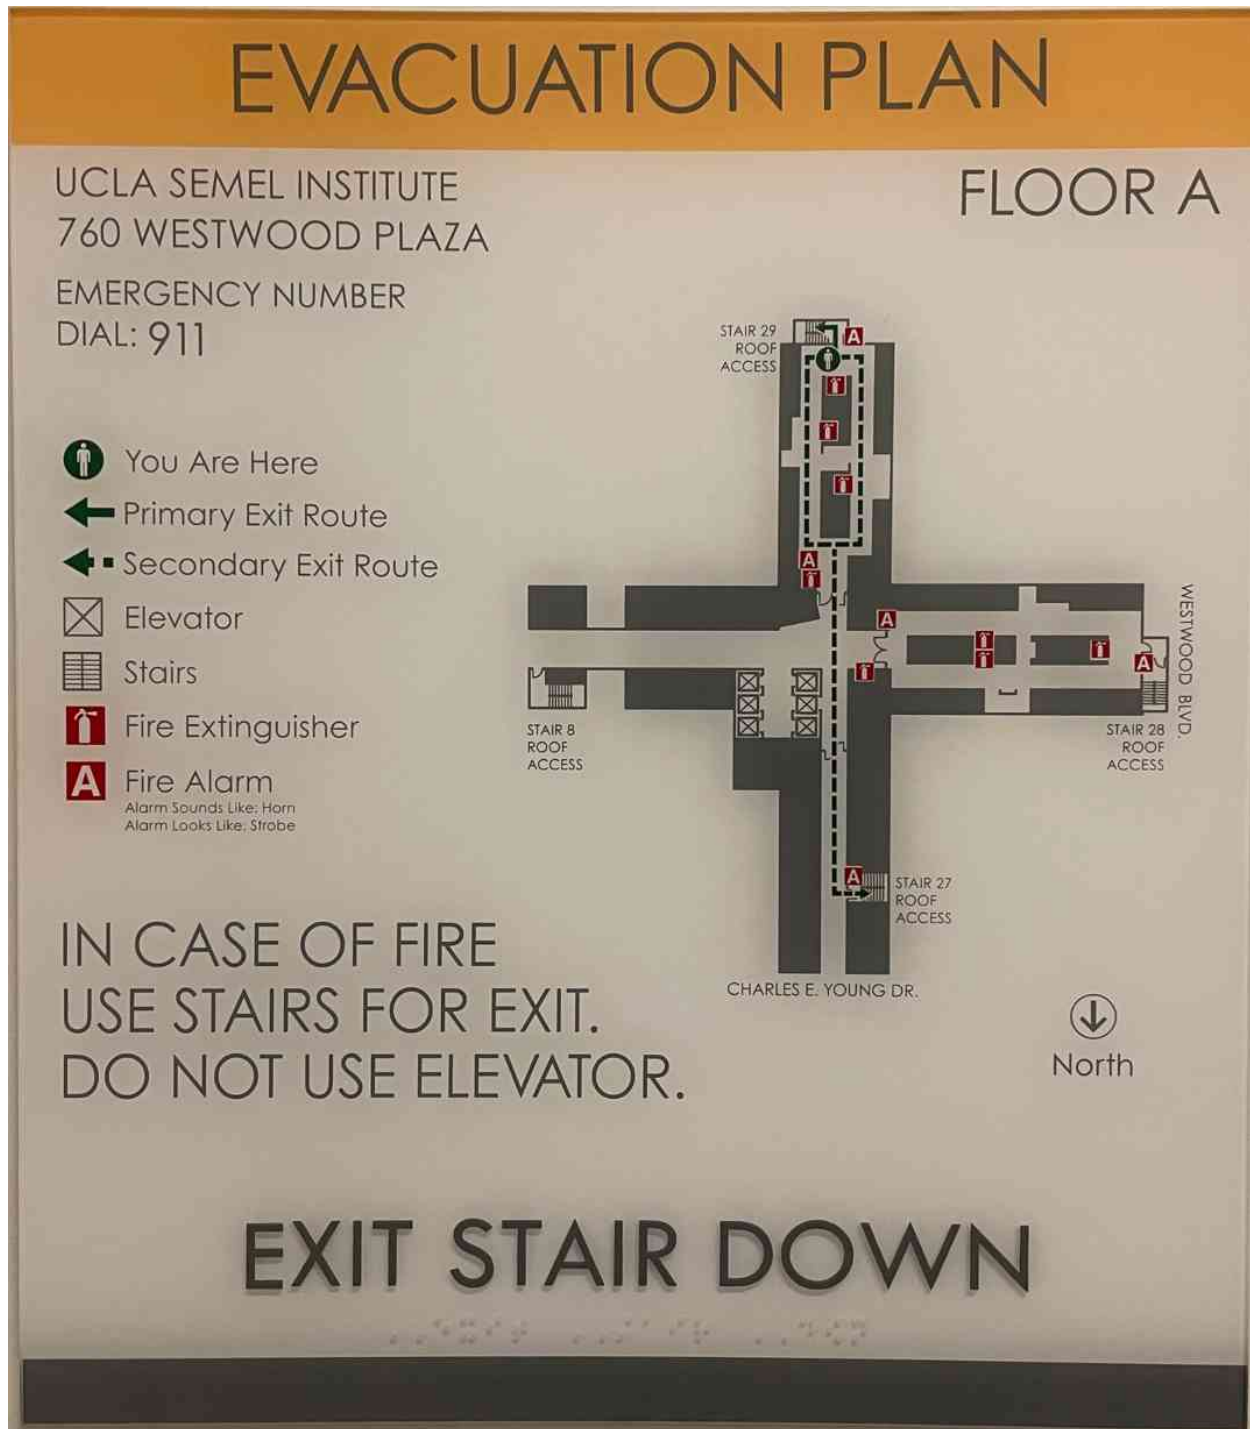 EVACUATION PLAN
UCLA SEMEL INSTITUTE
760 WESTWOOD PLAZA
EMERGENCY NUMBER
DIAL: 911
FLOOR A
You Are Here
Primary Exit Route
Secondary Exit Route
Elevator
Stairs
Fire Extinguisher
A Fire Alarm
Alarm Sounds Like: Horn
Alarm Looks Like: Strobe
STAIR 29
ROOF
ACCESS
A
A
A
A
WESTWOOD BLVD.
STAIR 8
ROOF
ACCESS
STAIR 28
ROOF
ACCESS
A
STAIR 27
ROOF
ACCESS
CHARLES E. YOUNG DR.
North
IN CASE OF FIRE
USE STAIRS FOR EXIT.
DO NOT USE ELEVATOR.
EXIT STAIR DOWN